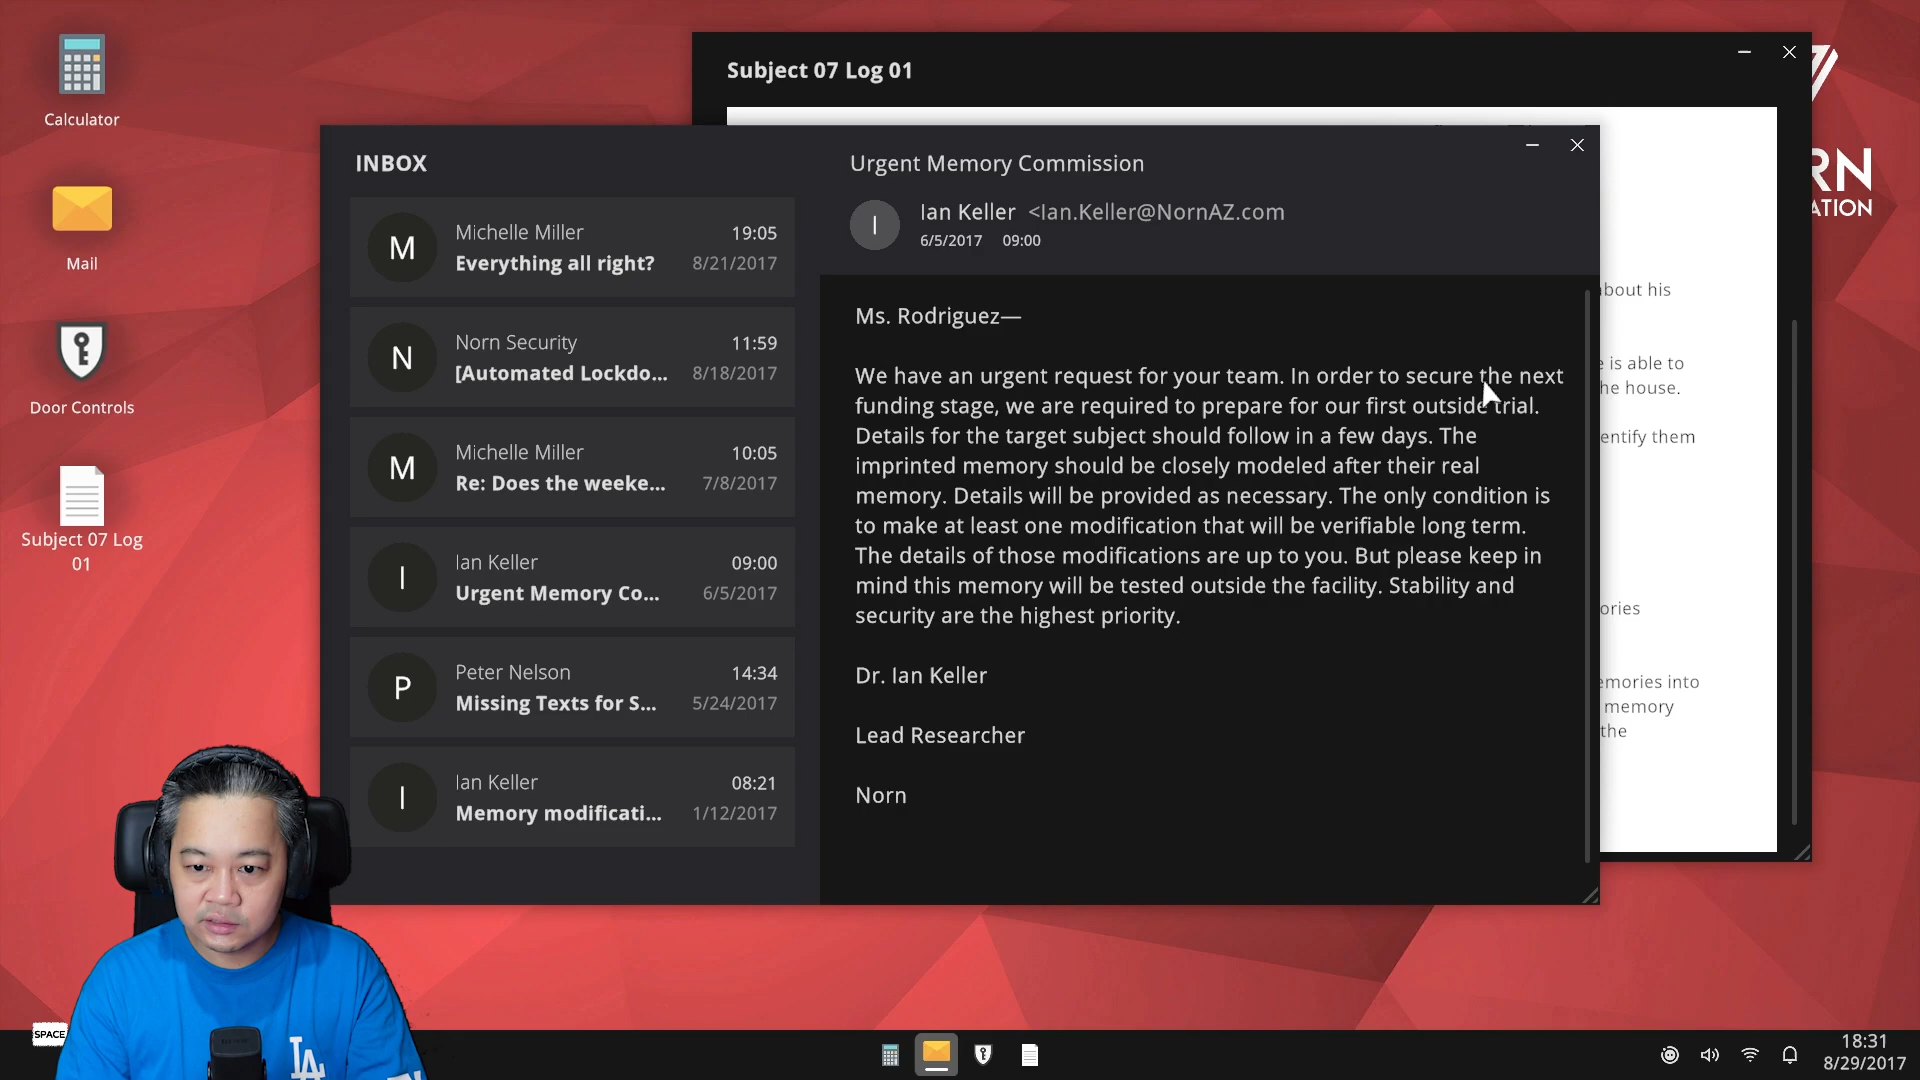 Calculator
Mail
Door Controls
Subject 07 Log
01
Subject 07 Log 01
RN
ATION
about his
e is able to
he house.
entify them
ories
emories into
memory
the
INBOX
M
Michelle Miller 19:05
Everything all right? 8/21/2017
N
Norn Security 11:59
[Automated Lockdo... 8/18/2017
M
Michelle Miller 10:05
Re: Does the weeke... 7/8/2017
I
Ian Keller 09:00
Urgent Memory Co... 6/5/2017
P
Peter Nelson 14:34
Missing Texts for S... 5/24/2017
I
Ian Keller 08:21
Memory modificati... 1/12/2017
Urgent Memory Commission
I
Ian Keller <Ian.Keller@NornAZ.com
6/5/2017 09:00
Ms. Rodriguez—
We have an urgent request for your team. In order to secure the next
funding stage, we are required to prepare for our first outside trial.
Details for the target subject should follow in a few days. The
imprinted memory should be closely modeled after their real
memory. Details will be provided as necessary. The only condition is
to make at least one modification that will be verifiable long term.
The details of those modifications are up to you. But please keep in
mind this memory will be tested outside the facility. Stability and
security are the highest priority.
Dr. Ian Keller
Lead Researcher
Norn
SPACE
LA
18:31
8/29/2017